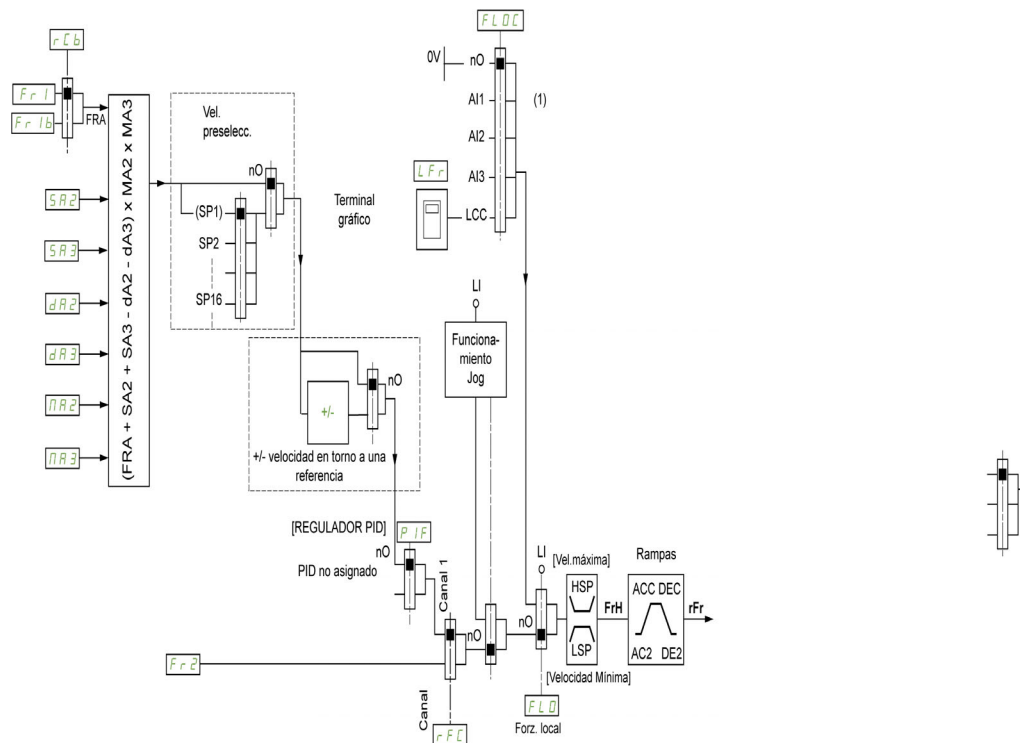 FLOC
rCb
0V
nO
Fr1
Fr1b
FRA
(FRA + SA2 + SA3 - dA2 - dA3) x MA2 x MA3
Vel.
preselecc.
AI1
(1)
AI2
nO
LFr
AI3
SA2
(SP1)
Terminal
gráfico
LCC
SA3
SP2
SP16
LI
dA2
Funciona-
miento
Jog
dA3
nO
MA2
+/-
MA3
+/- velocidad en torno a una
referencia
[REGULADOR PID]
PIF
nO
PID no asignado
LI
[Vel.máxima]
Rampas
Canal 1
HSP
FrH
ACC DEC
rFr
nO
nO
LSP
AC2 DE2
Fr2
[Velocidad Mínima]
Canal
FLO
Forz. local
rFC